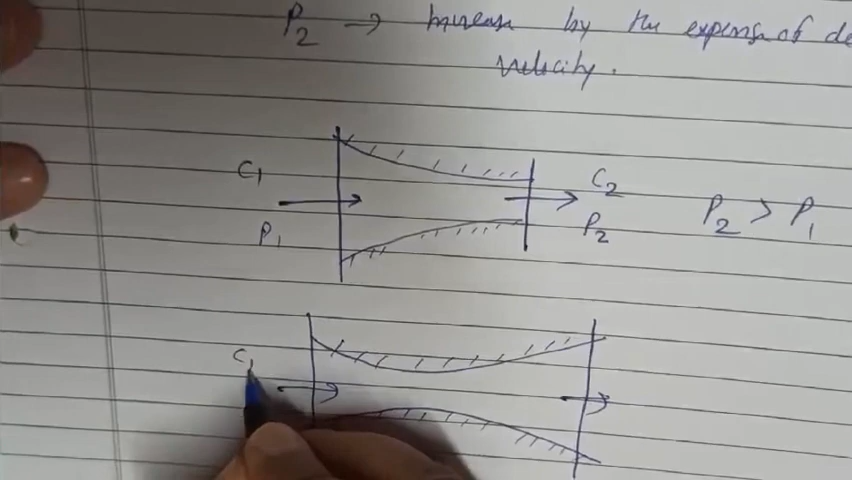 P2 → Increase by the expense of de
velocity.
C1 C2
P1 P2 P2 > P1
C1